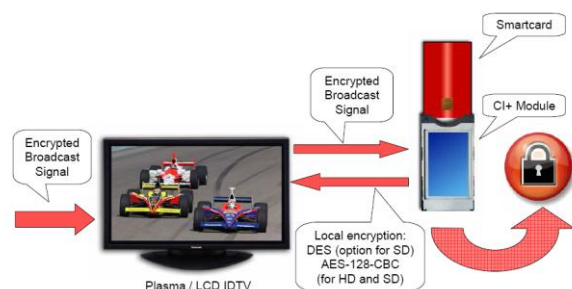 Smartcard
Encrypted
Broadcast
Signal
CI+ Module
Encrypted
Broadcast
Signal
Local encryption:
DES (option for SD)
AES-128-CBC
(for HD and SD)
Plasma / LCD IDTV